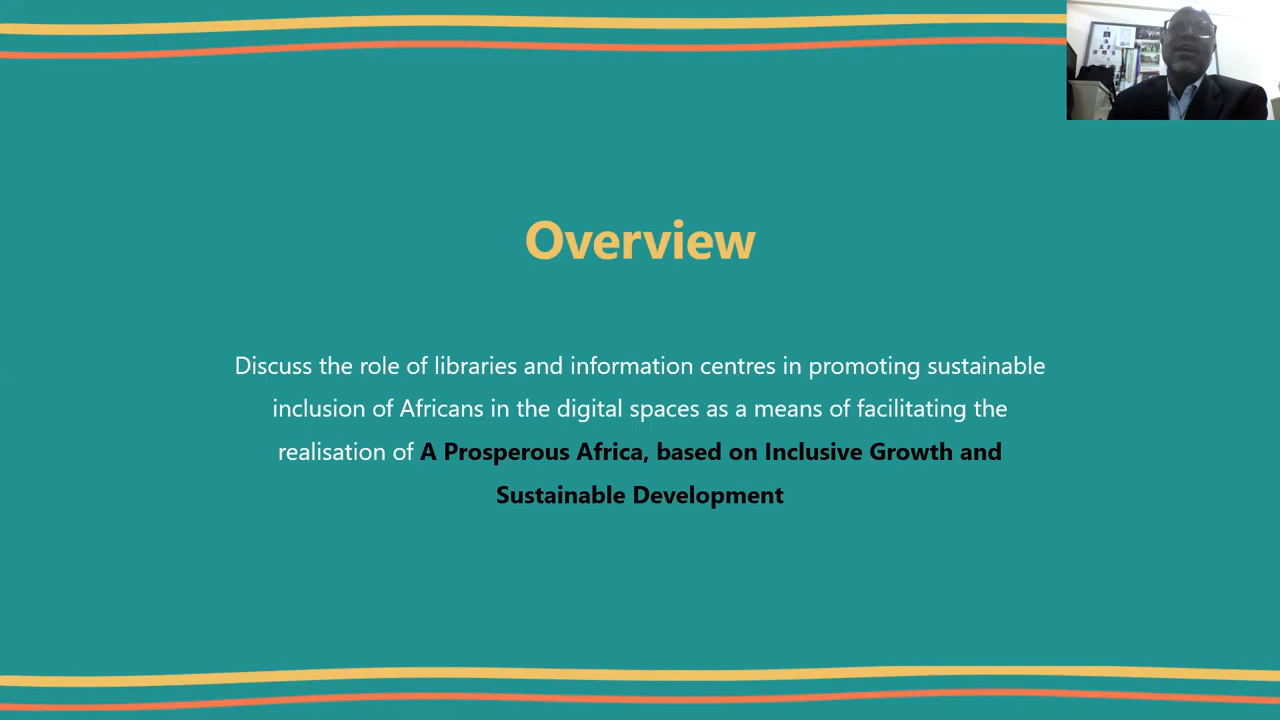 Overview
Discuss the role of libraries and information centres in promoting sustainable
inclusion of Africans in the digital spaces as a means of facilitating the
realisation of A Prosperous Africa, based on Inclusive Growth and
Sustainable Development